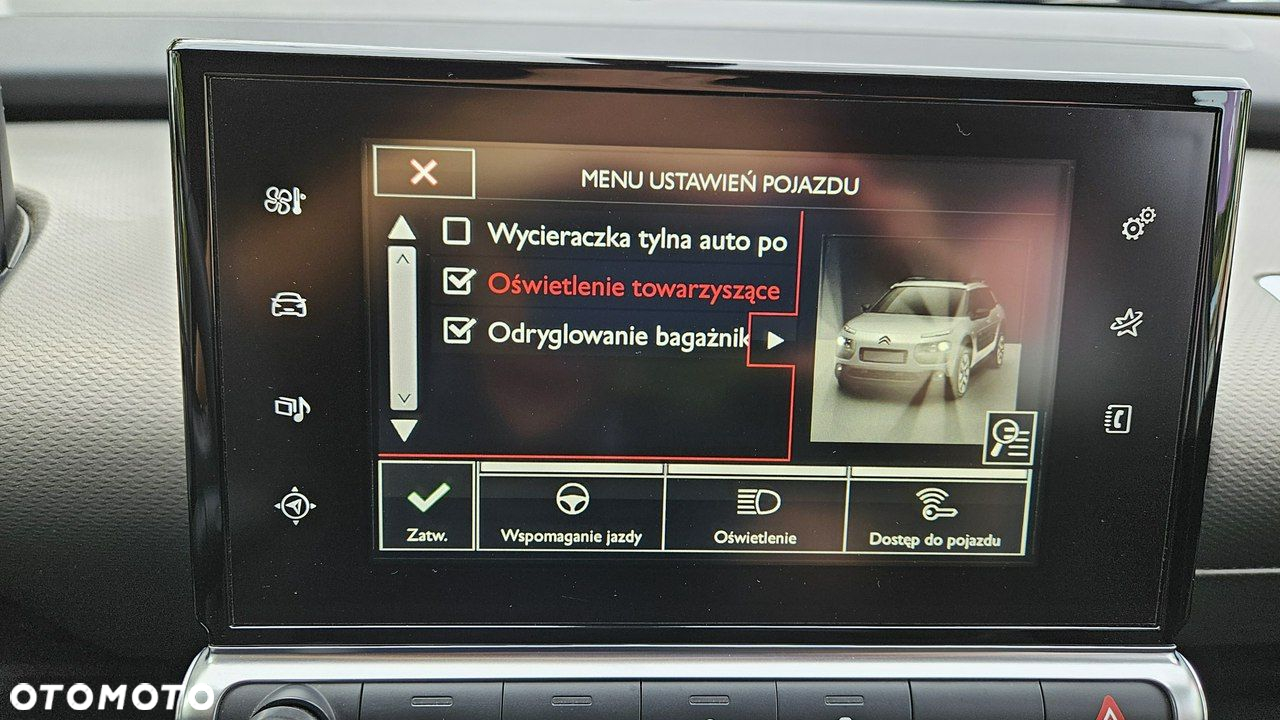 MENU USTAWIEŃ POJAZDU
Wycieraczka tylna auto po
Oświetlenie towarzyszące
Odryglowanie bagażnik
Zatw.
Wspomaganie jazdy
Oświetlenie
Dostęp do pojazdu
OTOMOTO